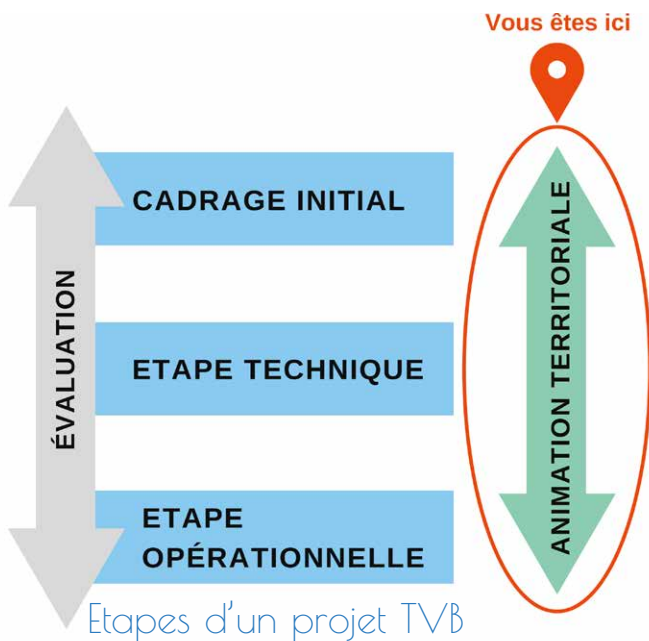 Vous êtes ici
CADRAGE INITIAL
ÉVALUATION
ETAPE TECHNIQUE
ANIMATION TERRITORIALE
ETAPE
OPÉRATIONNELLE
Etapes d'un projet TVB